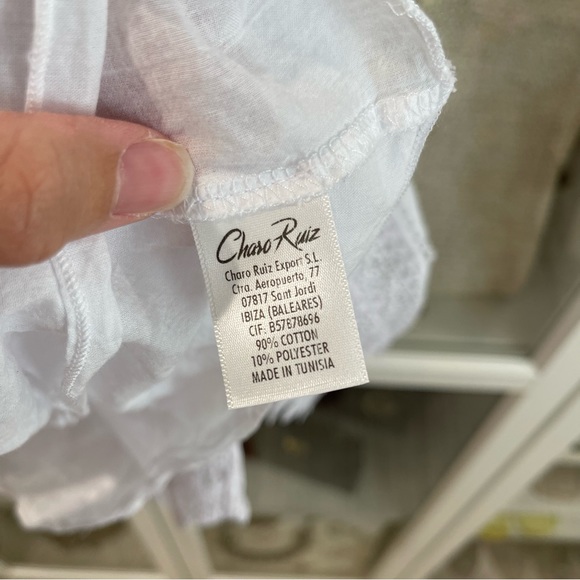 Charo Ruiz
Charo Ruiz Export S.L.
Ctra. Aeropuerto, 77
07817 Sant Jordi
IBIZA (BALEARES)
CIF: B57878696
90% COTTON
10% POLYESTER
MADE IN TUNISIA